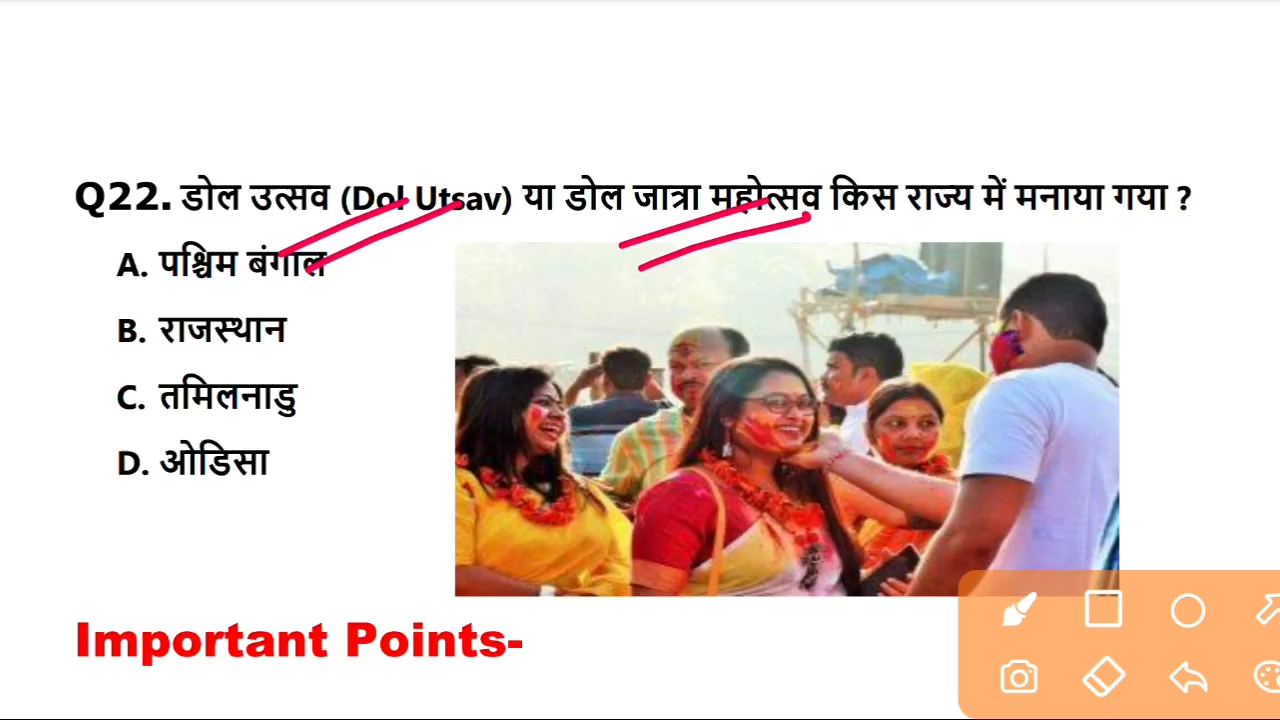 Q22. डोल उत्सव (Dol Utsav) या डोल जात्रा महोत्सव किस राज्य में मनाया गया ?
A. पश्चिम बंगाल
B. राजस्थान
C. तमिलनाडु
D. ओडिसा
Important Points-